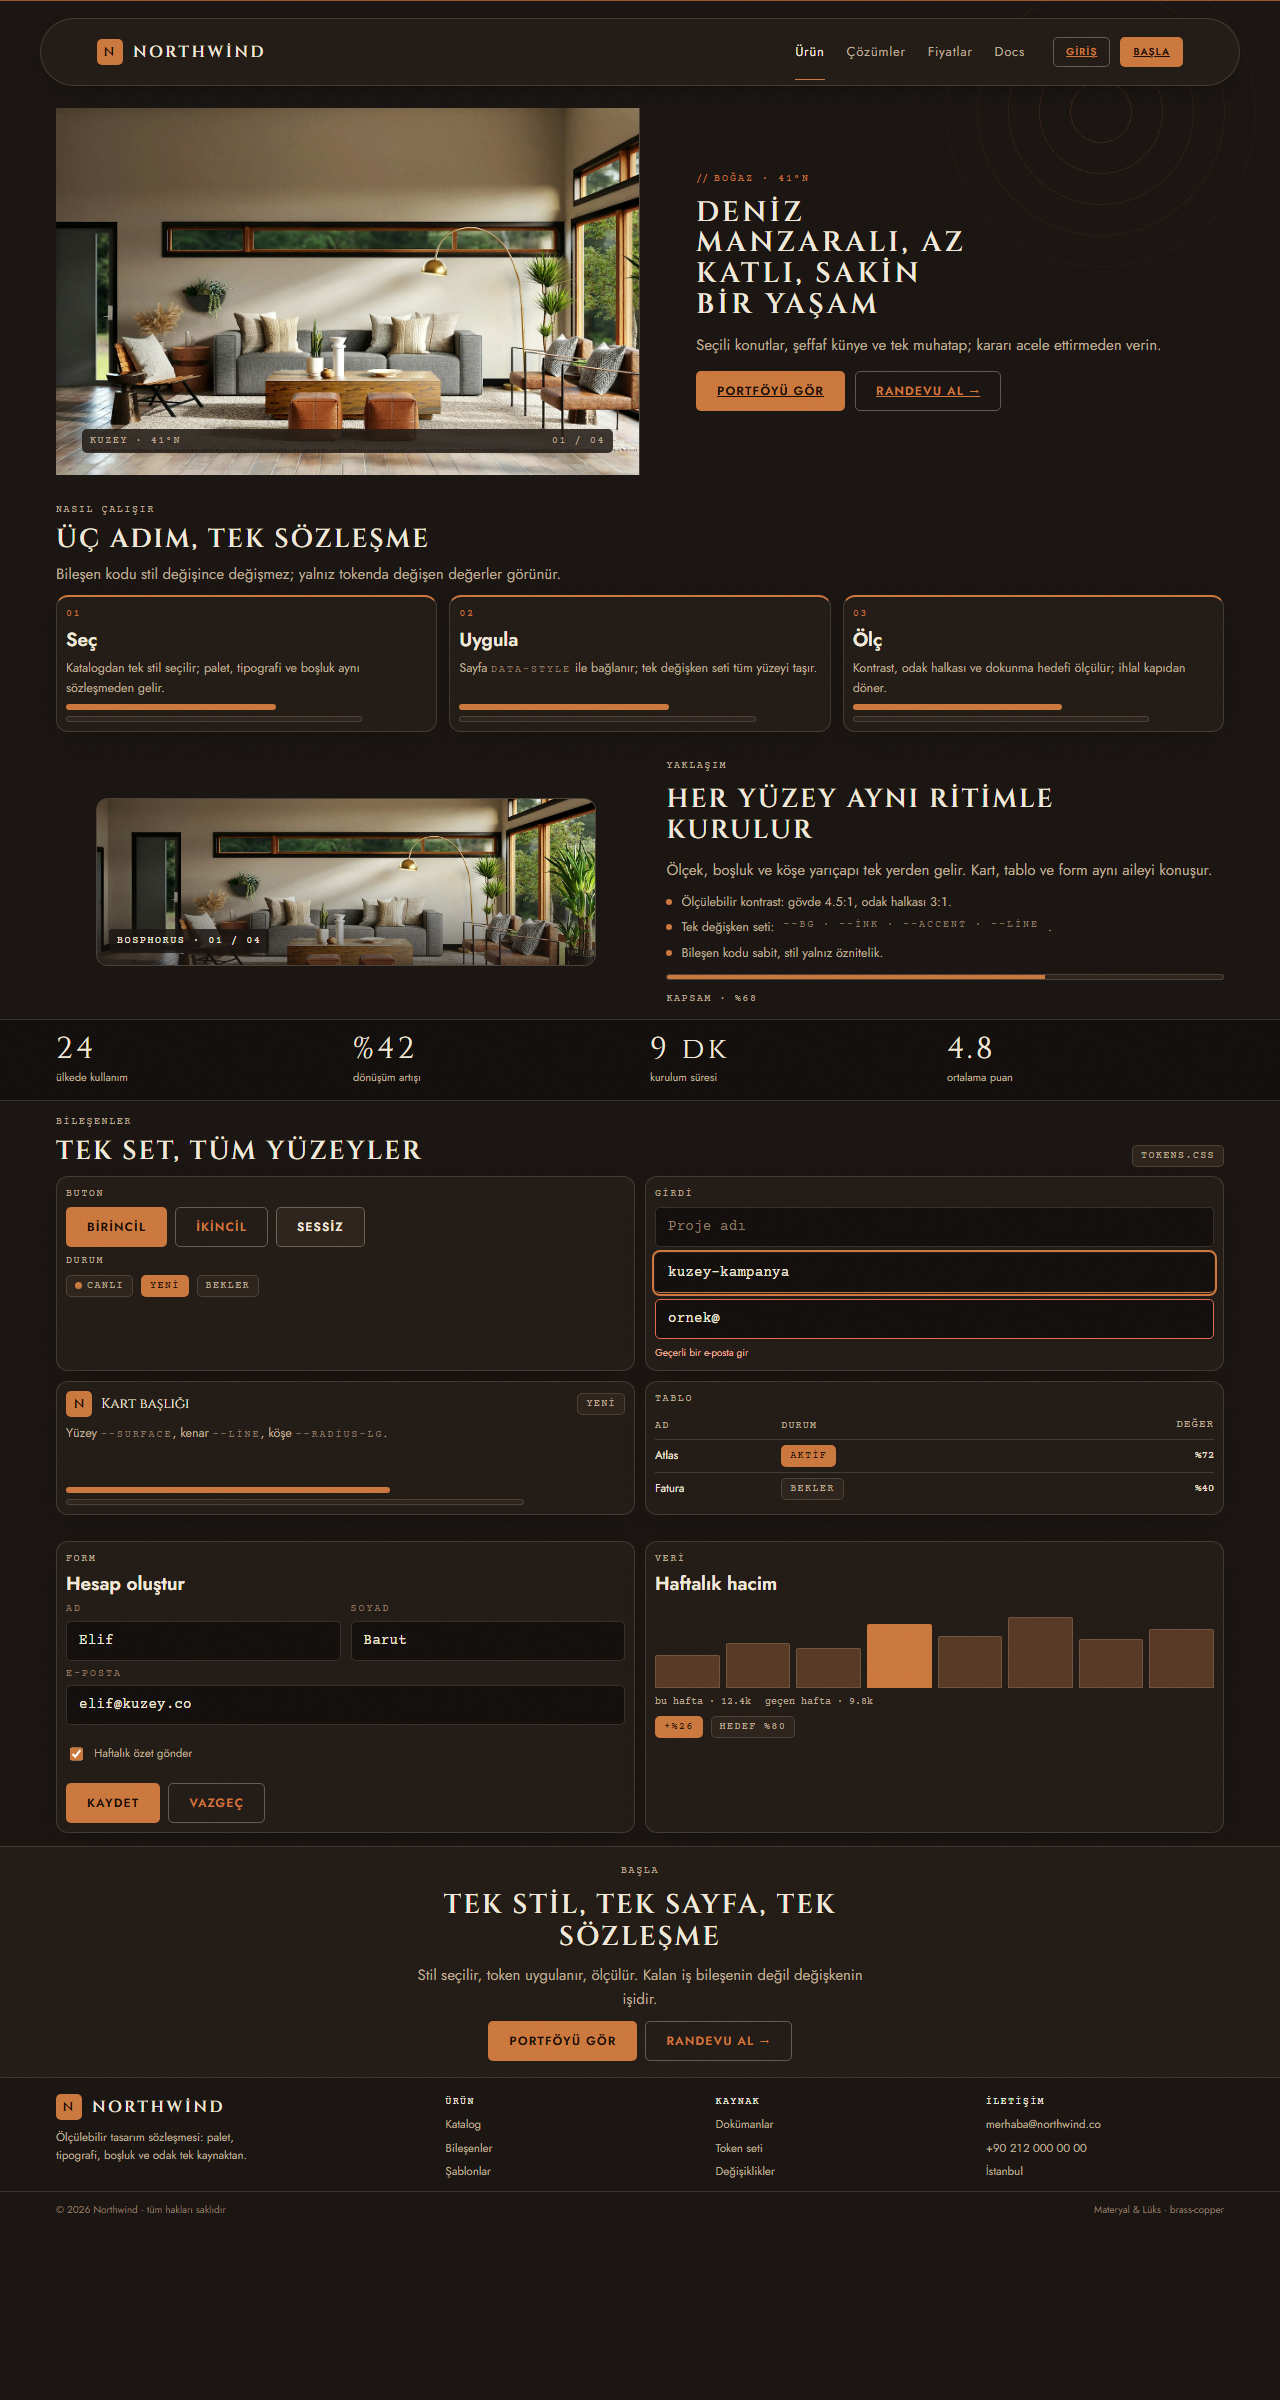 N NORTHWİND
Ürün Çözümler Fiyatlar Docs GİRİŞ BAŞLA
// BOĞAZ · 41°N
DENİZ
MANZARALI, AZ
KATLI, SAKİN
BİR YAŞAM
Seçili konutlar, şeffaf künye ve tek muhatap; kararı acele ettirmeden verin.
PORTFÖYÜ GÖR RANDEVU AL →
KUZEY · 41°N 01 / 04
NASIL ÇALIŞIR
ÜÇ ADIM, TEK SÖZLEŞME
Bileşen kodu stil değişince değişmez; yalnız tokenda değişen değerler görünür.
01
Seç
Katalogdan tek stil seçilir; palet, tipografi ve boşluk aynı
sözleşmeden gelir.
02
Uygula
Sayfa DATA-STYLE ile bağlanır; tek değişken seti tüm yüzeyi taşır.
03
Ölç
Kontrast, odak halkası ve dokunma hedefi ölçülür; ihlal kapıdan
döner.
BOSPHORUS · 01 / 04
YAKLAŞIM
HER YÜZEY AYNI RİTİMLE
KURULUR
Ölçek, boşluk ve köşe yarıçapı tek yerden gelir. Kart, tablo ve form aynı aileyi konuşur.
Ölçülebilir kontrast: gövde 4.5:1, odak halkası 3:1.
Tek değişken seti: --BG · --İNK · --ACCENT · --LİNE .
Bileşen kodu sabit, stil yalnız öznitelik.
KAPSAM · %68
24
ülkede kullanım
%42
dönüşüm artışı
9 DK
kurulum süresi
4.8
ortalama puan
BİLEŞENLER
TEK SET, TÜM YÜZEYLER
TOKENS.CSS
BUTON
BİRİNCİL İKİNCİL SESSİZ
DURUM
CANLI YENİ BEKLER
GİRDİ
Proje adı
kuzey-kampanya
ornek@
Geçerli bir e-posta gir
N Kart başlığı YENİ
Yüzey --SURFACE, kenar --LİNE, köşe --RADİUS-LG.
TABLO
AD DURUM DEĞER
Atlas AKTİF %72
Fatura BEKLER %40
FORM
Hesap oluştur
AD SOYAD
Elif Barut
E-POSTA
elif@kuzey.co
Haftalık özet gönder
KAYDET VAZGEÇ
VERİ
Haftalık hacim
bu hafta · 12.4k geçen hafta · 9.8k
+%26 HEDEF %80
BAŞLA
TEK STİL, TEK SAYFA, TEK
SÖZLEŞME
Stil seçilir, token uygulanır, ölçülür. Kalan iş bileşenin değil değişkenin
işidir.
PORTFÖYÜ GÖR RANDEVU AL →
N NORTHWİND
Ölçülebilir tasarım sözleşmesi: palet,
tipografi, boşluk ve odak tek kaynaktan.
ÜRÜN
Katalog
Bileşenler
Şablonlar
KAYNAK
Dokümanlar
Token seti
Değişiklikler
İLETİŞİM
merhaba@northwind.co
+90 212 000 00 00
İstanbul
© 2026 Northwind · tüm hakları saklıdır
Materyal & Lüks · brass-copper